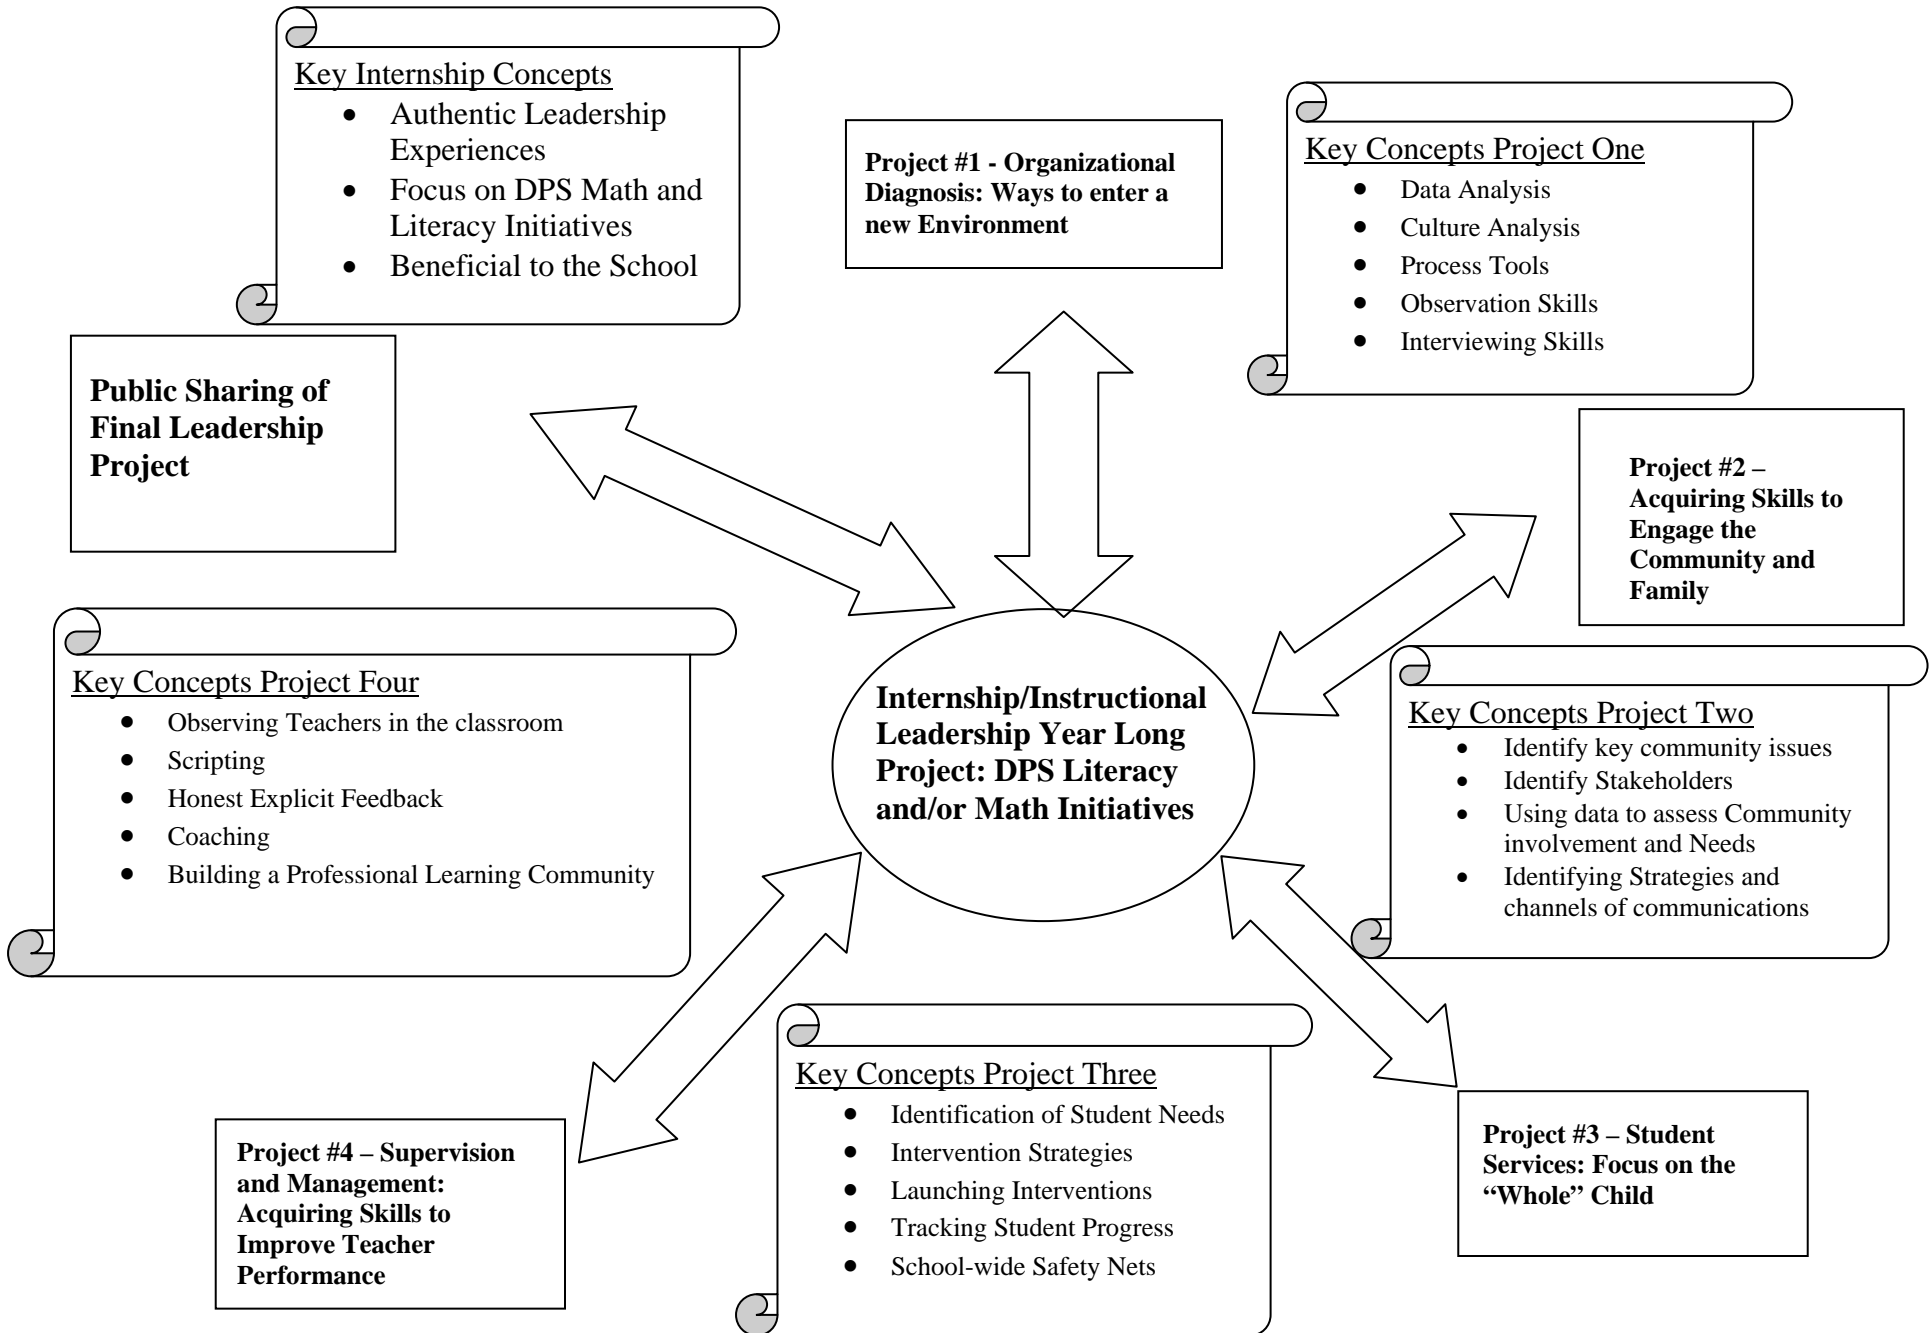 Key Internship Concepts
• Authentic Leadership
Experiences
• Focus on DPS Math and
Literacy Initiatives
• Beneficial to the School
Project #1 - Organizational
Diagnosis: Ways to enter a
new Environment
Key Concepts Project One
• Data Analysis
• Culture Analysis
• Process Tools
• Observation Skills
• Interviewing Skills
Public Sharing of
Final Leadership
Project
Project #2 –
Acquiring Skills to
Engage the
Community and
Family
Key Concepts Project Four
• Observing Teachers in the classroom
• Scripting
• Honest Explicit Feedback
• Coaching
• Building a Professional Learning Community
Internship/Instructional
Leadership Year Long
Project: DPS Literacy
and/or Math Initiatives
Key Concepts Project Two
• Identify key community issues
• Identify Stakeholders
• Using data to assess Community
involvement and Needs
• Identifying Strategies and
channels of communications
Project #4 – Supervision
and Management:
Acquiring Skills to
Improve Teacher
Performance
Key Concepts Project Three
• Identification of Student Needs
• Intervention Strategies
• Launching Interventions
• Tracking Student Progress
• School-wide Safety Nets
Project #3 – Student
Services: Focus on the
“Whole” Child